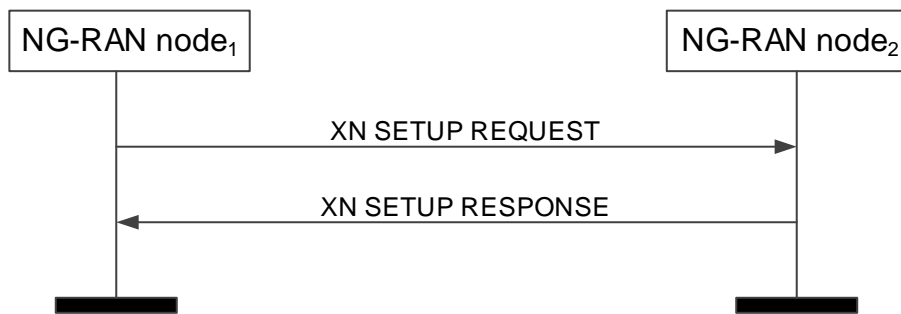 NG-RAN node₁
NG-RAN node₂
XN SETUP REQUEST
XN SETUP RESPONSE